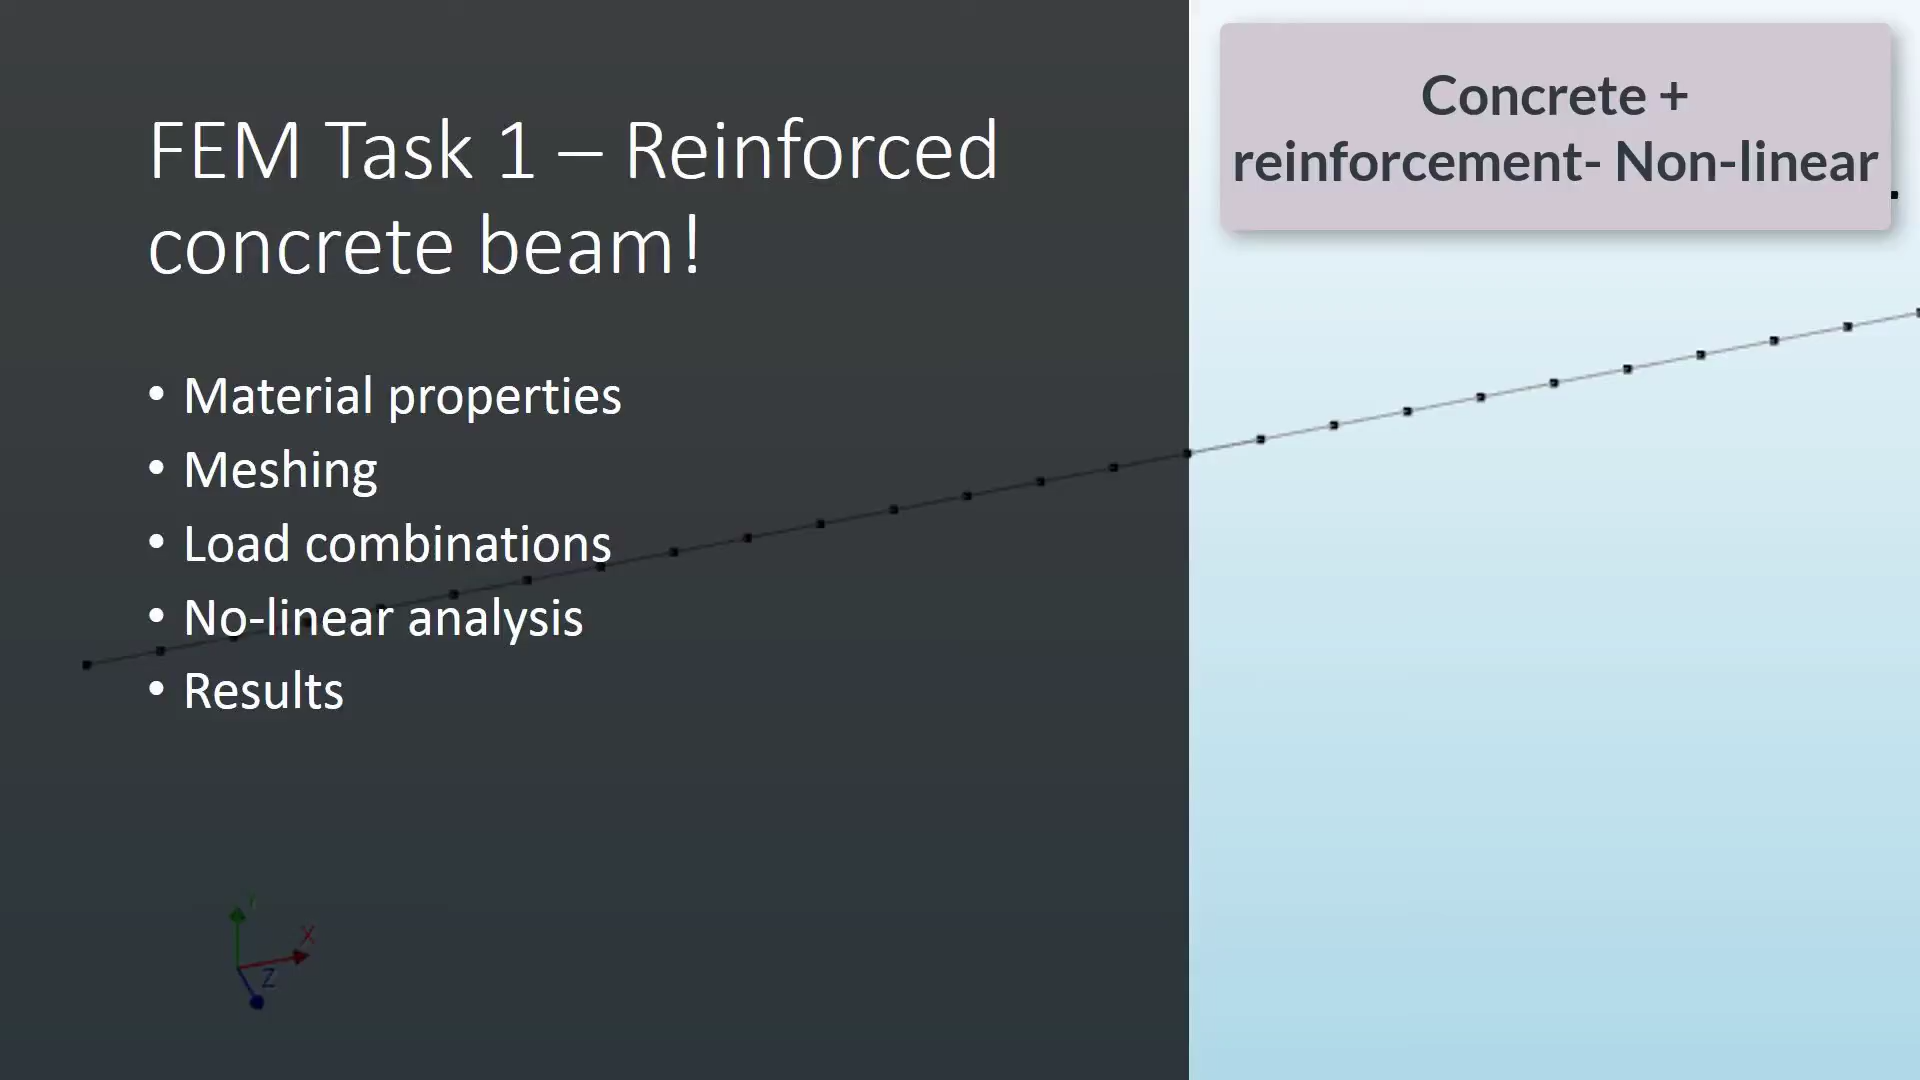 FEM Task 1 – Reinforced
concrete beam!
Concrete +
reinforcement- Non-linear
• Material properties
• Meshing
• Load combinations
• No-linear analysis
• Results
X
Z